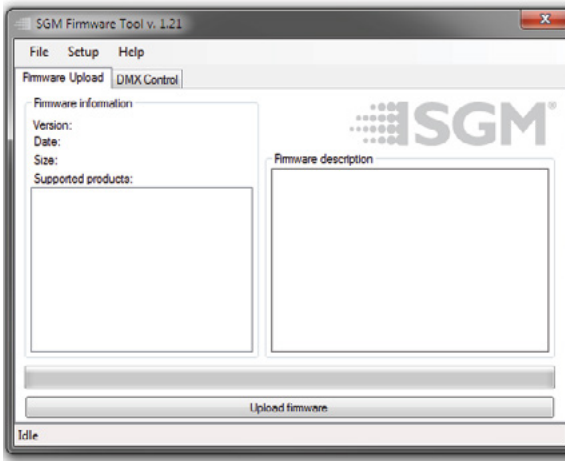 SGM Firmware Tool v. 1.21
File Setup Help
Firmware Upload DMX Control
Firmware information
SGM®
Version:
Date:
Size:
Firmware description
Supported products:
Upload firmware
Idle